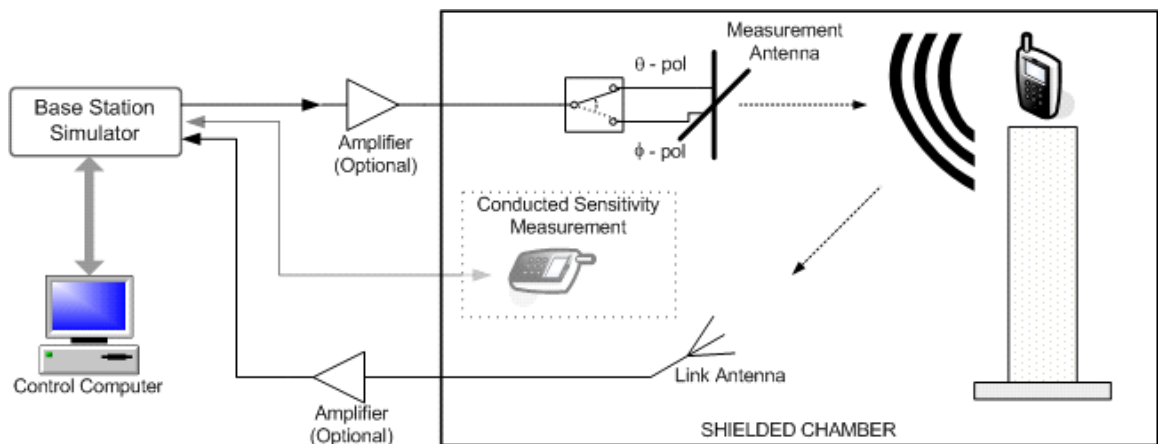 Measurement
Antenna
θ - pol
Base Station
Simulator
Amplifier
(Optional)
ϕ - pol
Conducted Sensitivity
Measurement
Control Computer
Link Antenna
Amplifier
(Optional)
SHIELDED CHAMBER